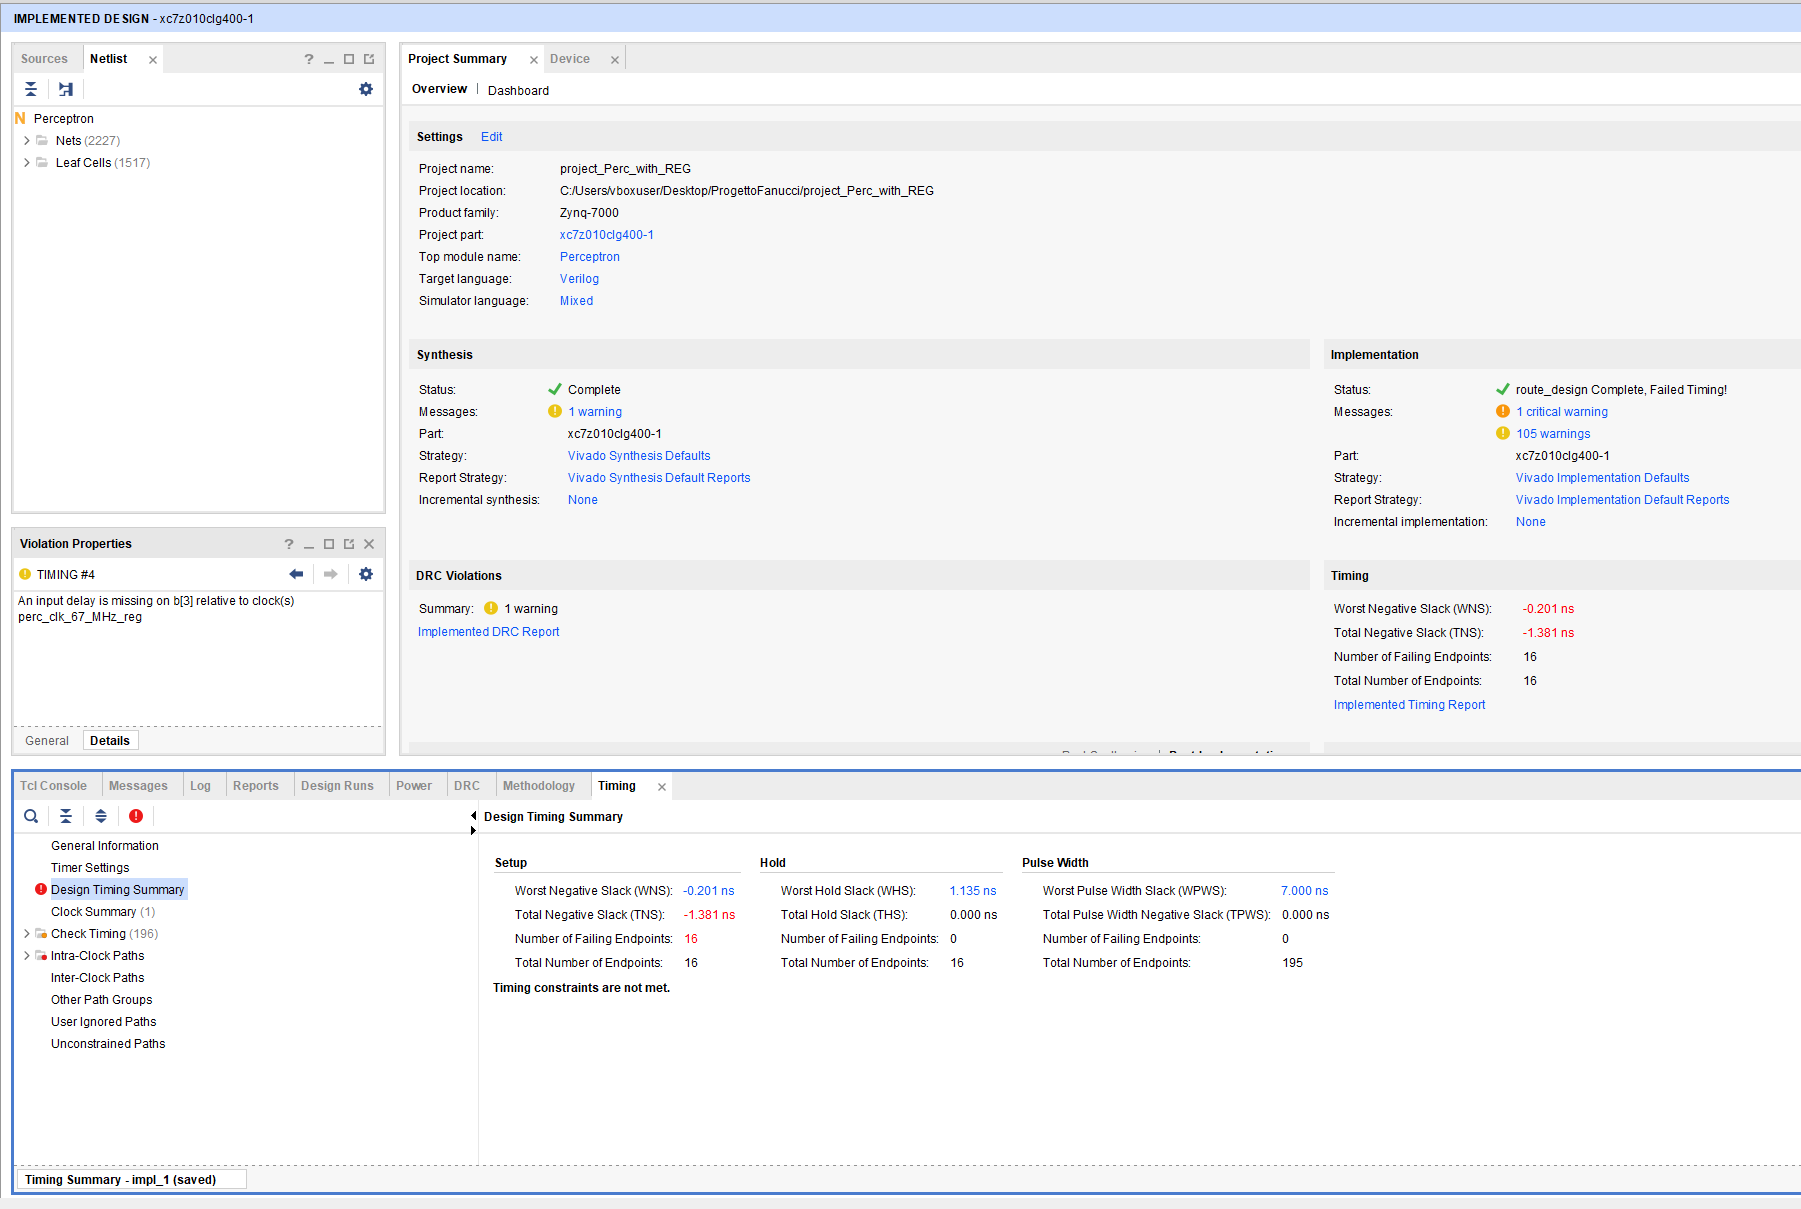 IMPLEMENTED DESIGN - xc7z010clg400-1
Sources
Netlist
Perceptron
Nets (2227)
Leaf Cells (1517)
Violation Properties
TIMING #4
An input delay is missing on b[3] relative to clock(s)
perc_clk_67_MHz_reg
General
Details
Project Summary
Device
Overview
Dashboard
Settings Edit
Project name: project_Perc_with_REG
Project location: C:/Users/vboxuser/Desktop/ProgettoFanucci/project_Perc_with_REG
Product family: Zynq-7000
Project part: xc7z010clg400-1
Top module name: Perceptron
Target language: Verilog
Simulator language: Mixed
Synthesis
Status: Complete
Messages: 1 warning
Part: xc7z010clg400-1
Strategy: Vivado Synthesis Defaults
Report Strategy: Vivado Synthesis Default Reports
Incremental synthesis: None
Implementation
Status: route_design Complete, Failed Timing!
Messages: 1 critical warning
105 warnings
Part: xc7z010clg400-1
Strategy: Vivado Implementation Defaults
Report Strategy: Vivado Implementation Default Reports
Incremental implementation: None
DRC Violations
Summary: 1 warning
Implemented DRC Report
Timing
Worst Negative Slack (WNS): -0.201 ns
Total Negative Slack (TNS): -1.381 ns
Number of Failing Endpoints: 16
Total Number of Endpoints: 16
Implemented Timing Report
Tcl Console
Messages
Log
Reports
Design Runs
Power
DRC
Methodology
Timing
General Information
Timer Settings
Design Timing Summary
Clock Summary (1)
Check Timing (196)
Intra-Clock Paths
Inter-Clock Paths
Other Path Groups
User Ignored Paths
Unconstrained Paths
Design Timing Summary
Setup
Worst Negative Slack (WNS): -0.201 ns
Total Negative Slack (TNS): -1.381 ns
Number of Failing Endpoints: 16
Total Number of Endpoints: 16
Hold
Worst Hold Slack (WHS): 1.135 ns
Total Hold Slack (THS): 0.000 ns
Number of Failing Endpoints: 0
Total Number of Endpoints: 16
Pulse Width
Worst Pulse Width Slack (WPWS): 7.000 ns
Total Pulse Width Negative Slack (TPWS): 0.000 ns
Number of Failing Endpoints: 0
Total Number of Endpoints: 195
Timing constraints are not met.
Timing Summary - impl_1 (saved)